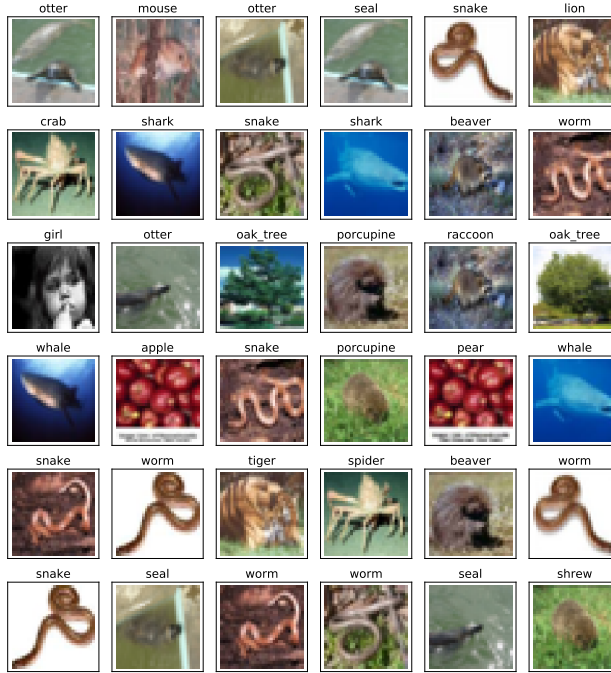 otter mouse otter seal snake lion
crab shark snake shark beaver worm
girl otter oak_tree porcupine raccoon oak_tree
whale apple snake porcupine pear whale
snake worm tiger spider beaver worm
snake seal worm worm seal shrew